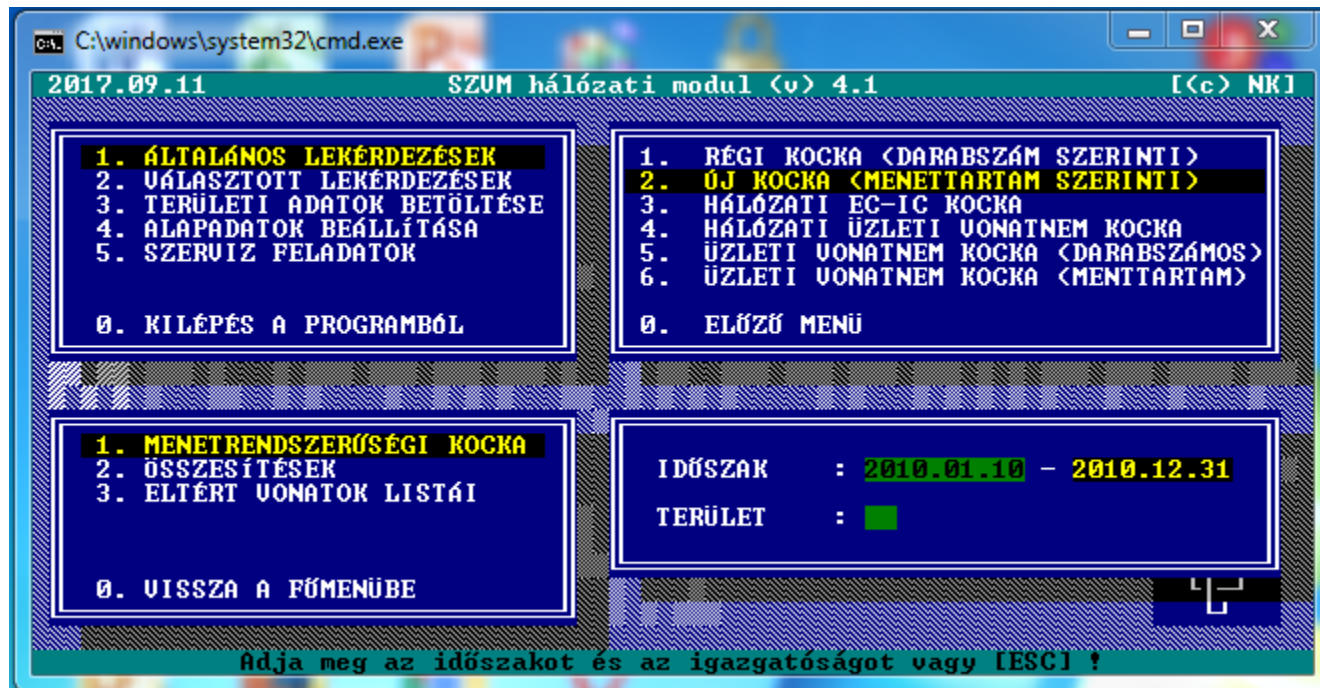 C:\windows\system32\cmd.exe
2017.09.11 SZVM hálózati modul (v) 4.1 [(c) NK]
1. ÁLTALÁNOS LEKÉRDEZÉSEK
2. VÁLASZTOTT LEKÉRDEZÉSEK
3. TERÜLETI ADATOK BETÖLTÉSE
4. ALAPADATOK BEÁLLÍTÁSA
5. SZERVIZ FELADATOK
0. KILÉPÉS A PROGRAMBÓL
1. RÉGI KOCKA (DARABSZÁM SZERINTI)
2. ÚJ KOCKA (MENETTARTAM SZERINTI)
3. HÁLÓZATI EC-IC KOCKA
4. HÁLÓZATI ÜZLETI VONATNEM KOCKA
5. ÜZLETI VONATNEM KOCKA (DARABSZÁMOS)
6. ÜZLETI VONATNEM KOCKA (MENTTARTAM)
0. ELŐZŐ MENÜ
1. MENETRENDSZERŰSÉGI KOCKA
2. ÖSSZESÍTÉSEK
3. ELTÉRT VONATOK LISTÁI
0. VISSZA A FŐMENÜBE
IDŐSZAK : 2010.01.10 - 2010.12.31
TERÜLET :
Adja meg az időszakot és az igazgatóságot vagy [ESC] !